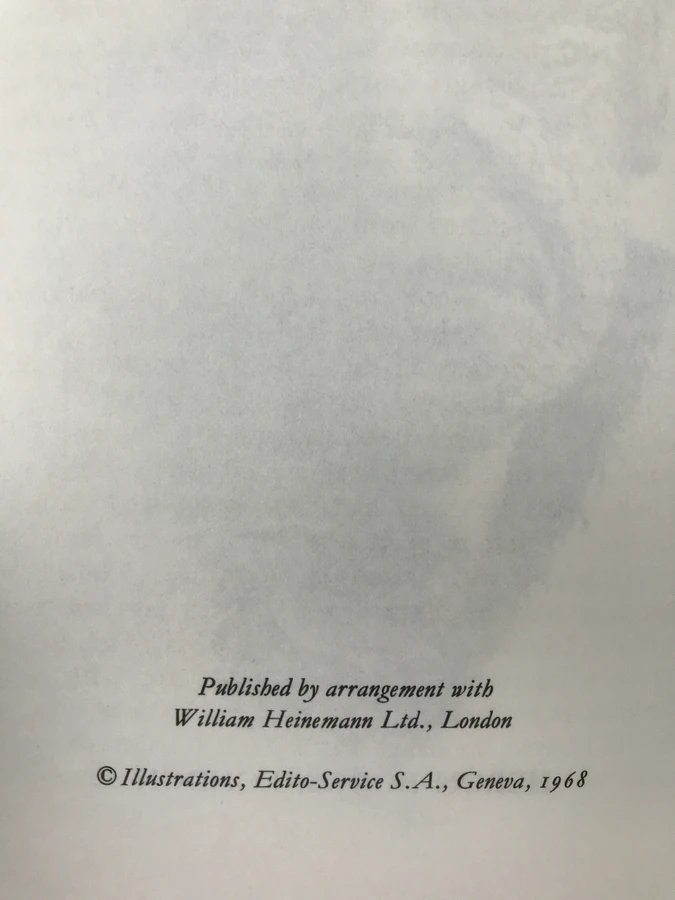 Published by arrangement with
William Heinemann Ltd., London
© Illustrations, Edito-Service S.A., Geneva, 1968